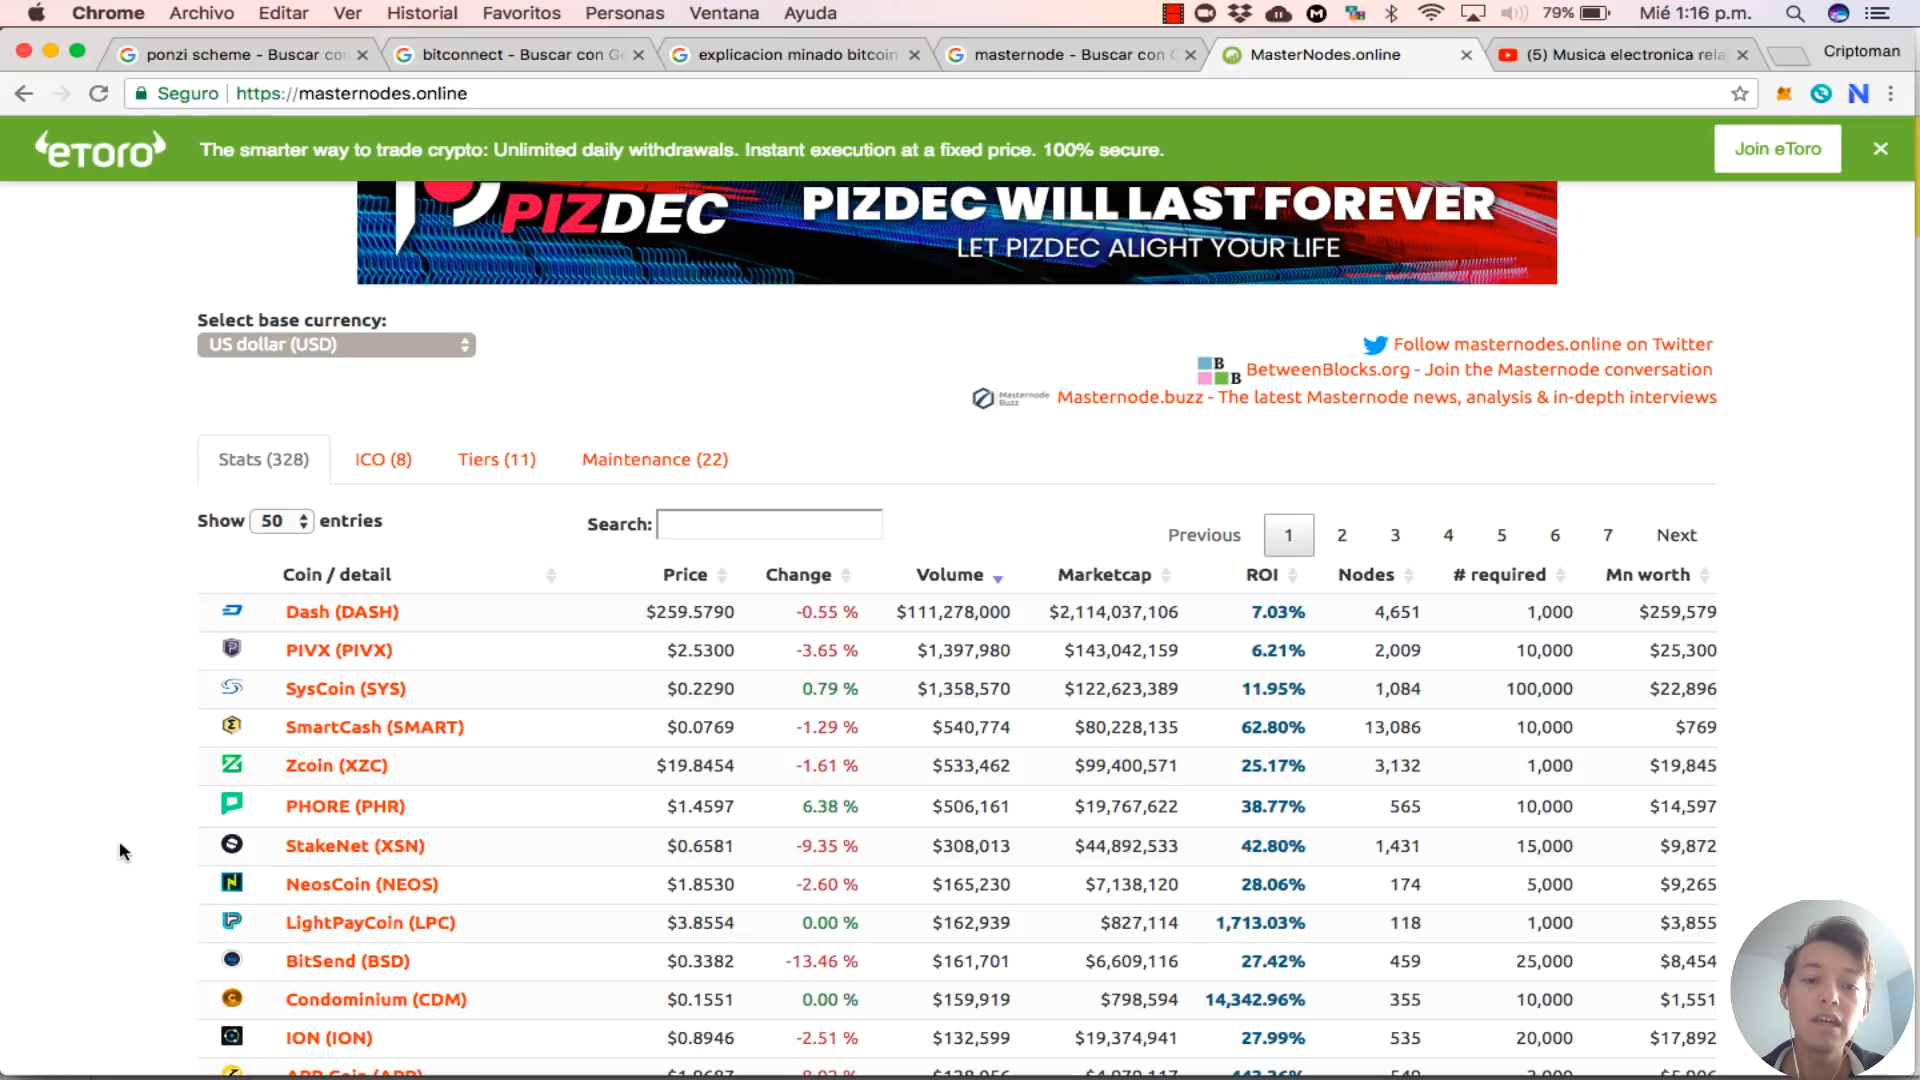 Chrome Archivo Editar Ver Historial Favoritos Personas Ventana Ayuda 79% Mié 1:16 p.m.
ponzi scheme - Buscar con bitconnect - Buscar con Go explicacion minado bitcoin masternode - Buscar con G MasterNodes.online (5) Musica electronica rela Criptoman
Seguro https://masternodes.online
eToro The smarter way to trade crypto: Unlimited daily withdrawals. Instant execution at a fixed price. 100% secure. Join eToro
PIZDEC PIZDEC WILL LAST FOREVER
LET PIZDEC ALIGHT YOUR LIFE
Select base currency:
US dollar (USD)
Follow masternodes.online on Twitter
BetweenBlocks.org - Join the Masternode conversation
Masternode Buzz Masternode.buzz - The latest Masternode news, analysis & in-depth interviews
Stats (328) ICO (8) Tiers (11) Maintenance (22)
Show 50 entries Search: Previous 1 2 3 4 5 6 7 Next
Coin / detail Price Change Volume Marketcap ROI Nodes # required Mn worth
Dash (DASH) $259.5790 -0.55 % $111,278,000 $2,114,037,106 7.03% 4,651 1,000 $259,579
PIVX (PIVX) $2.5300 -3.65 % $1,397,980 $143,042,159 6.21% 2,009 10,000 $25,300
SysCoin (SYS) $0.2290 0.79 % $1,358,570 $122,623,389 11.95% 1,084 100,000 $22,896
SmartCash (SMART) $0.0769 -1.29 % $540,774 $80,228,135 62.80% 13,086 10,000 $769
Zcoin (XZC) $19.8454 -1.61 % $533,462 $99,400,571 25.17% 3,132 1,000 $19,845
PHORE (PHR) $1.4597 6.38 % $506,161 $19,767,622 38.77% 565 10,000 $14,597
StakeNet (XSN) $0.6581 -9.35 % $308,013 $44,892,533 42.80% 1,431 15,000 $9,872
NeosCoin (NEOS) $1.8530 -2.60 % $165,230 $7,138,120 28.06% 174 5,000 $9,265
LightPayCoin (LPC) $3.8554 0.00 % $162,939 $827,114 1,713.03% 118 1,000 $3,855
BitSend (BSD) $0.3382 -13.46 % $161,701 $6,609,116 27.42% 459 25,000 $8,454
Condominium (CDM) $0.1551 0.00 % $159,919 $798,594 14,342.96% 355 10,000 $1,551
ION (ION) $0.8946 -2.51 % $132,599 $19,374,941 27.99% 535 20,000 $17,892